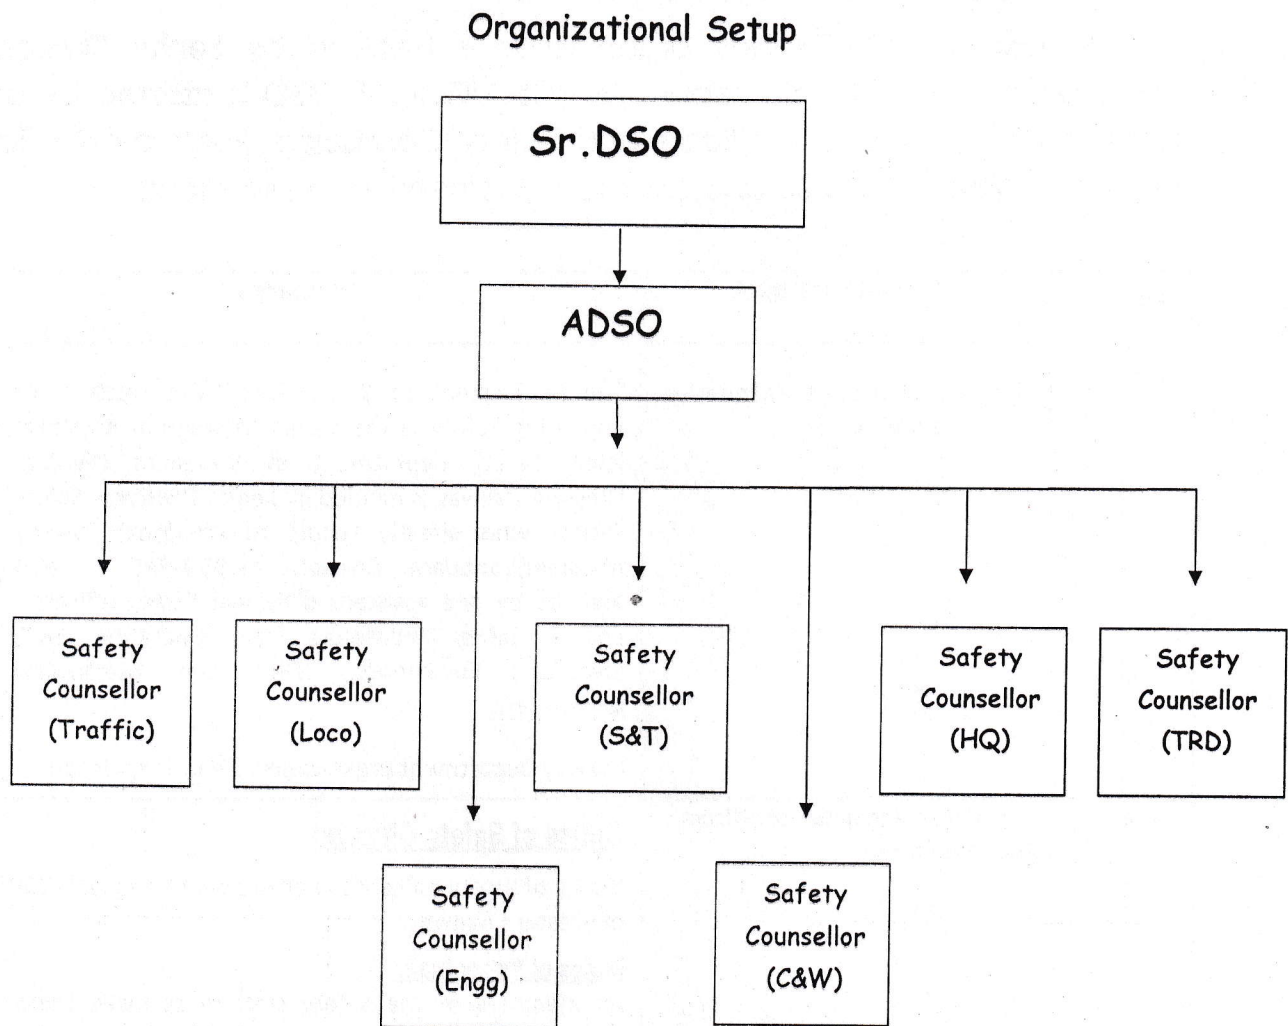 Organizational Setup
Sr.DSO
ADSO
Safety
Counsellor
(Traffic)
Safety
Counsellor
(Loco)
Safety
Counsellor
(S&T)
Safety
Counsellor
(HQ)
Safety
Counsellor
(TRD)
Safety
Counsellor
(Engg)
Safety
Counsellor
(C&W)